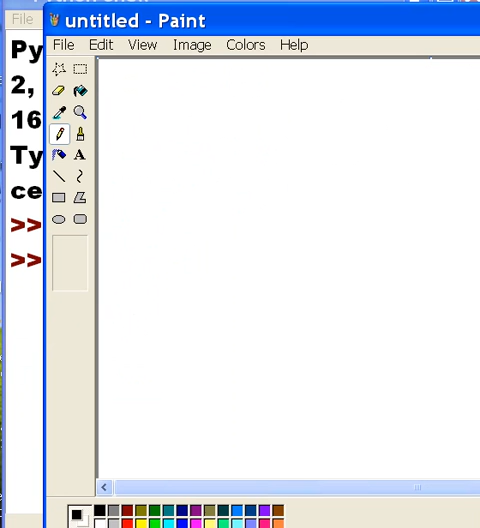 untitled - Paint
File
File Edit View Image Colors Help
Py
2,
16
Ty
ce
>>
>>
A